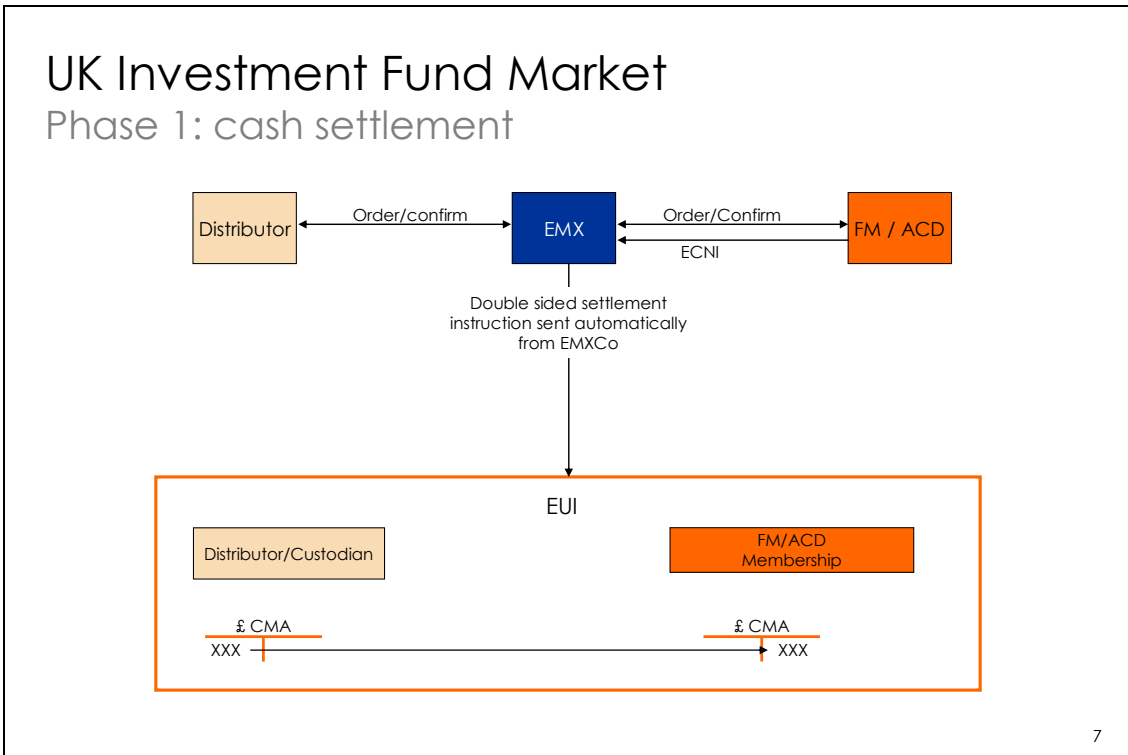 UK Investment Fund Market
Phase 1: cash settlement
Distributor
Order/confirm
EMX
Order/Confirm
ECNI
FM / ACD
Double sided settlement
instruction sent automatically
from EMXCo
EUI
Distributor/Custodian
FM/ACD
Membership
£ CMA
£ CMA
XXX
XXX
7